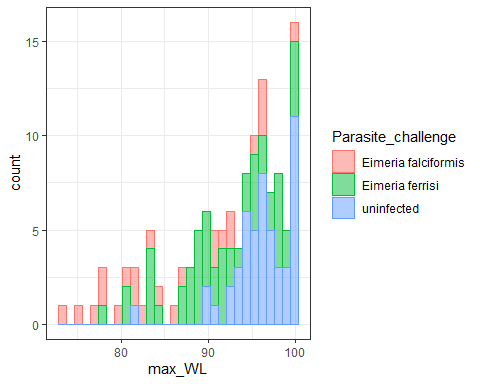 15
10
5
0
count
80
90
100
max_WL
Parasite_challenge
Eimeria falciformis
Eimeria ferrisi
uninfected